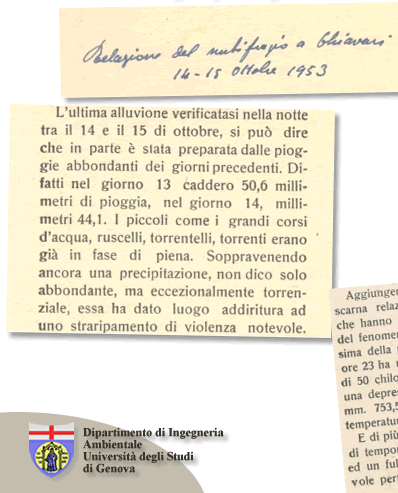 Relazione del nubifragio a Chiavari
14-15 ottobre 1953
L'ultima alluvione verificatasi nella notte
tra il 14 e il 15 di ottobre, si può dire
che in parte è stata preparata dalle piog-
gie abbondanti dei giorni precedenti. Di-
fatti nel giorno 13 caddero 50,6 milli-
metri di pioggia, nel giorno 14, milli-
metri 44,1. I piccoli come i grandi corsi
d'acqua, ruscelli, torrentelli, torrenti erano
già in fase di piena. Sopravenendo
ancora una precipitazione, non dico solo
abbondante, ma eccezionalmente torren-
ziale, essa ha dato luogo addiritura ad
uno straripamento di violenza notevole.
Aggiunge
scarna relaz
che hanno
del fenomen
sima della
ore 23 ha
di 50 chilo
una depre
mm. 753,5
temperatur
E di più
di tempo
ed un ful
vole per
Dipartimento di Ingegneria
Ambientale
Università degli Studi
di Genova